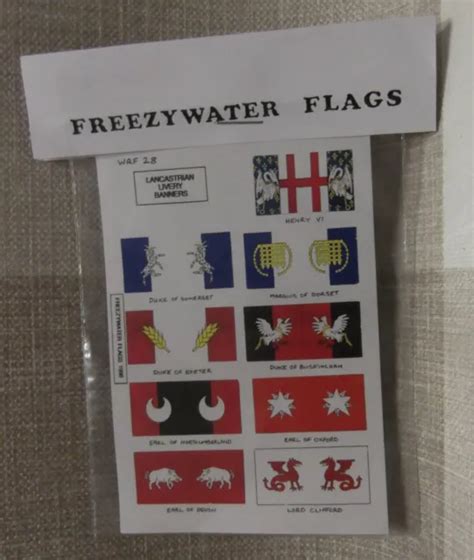 FREEZYWATER FLAGS
WRF 28
LANCASTRIAN
LIVERY
BANNERS
HENRY VI
DUKE OF SOMERSET
MARQUIS OF DORSET
FREEZYWATER FLAGS
DUKE OF EXETER
DUKE OF BUCKINGHAM
EARL OF NORTHUMBERLAND
EARL OF OXFORD
EARL OF DEVON
LORD CLIFFORD